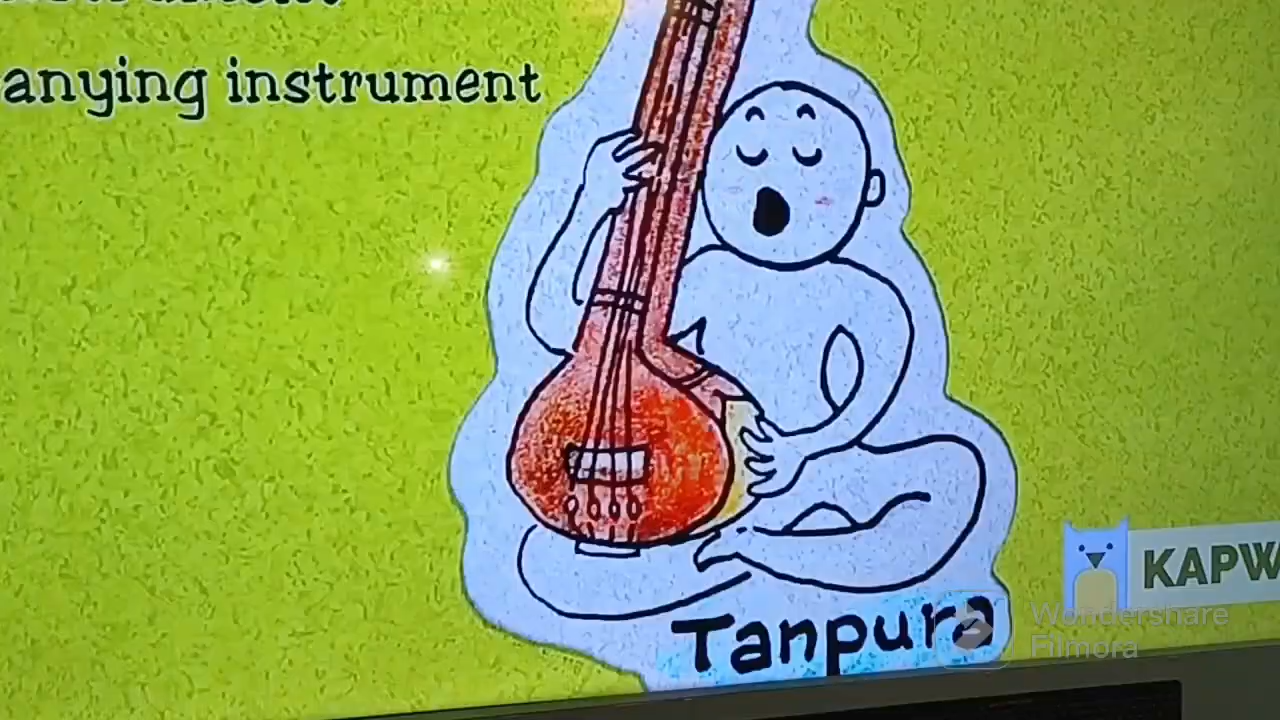 anying instrument
KAPW
Wondershare
Filmora
Tanpura